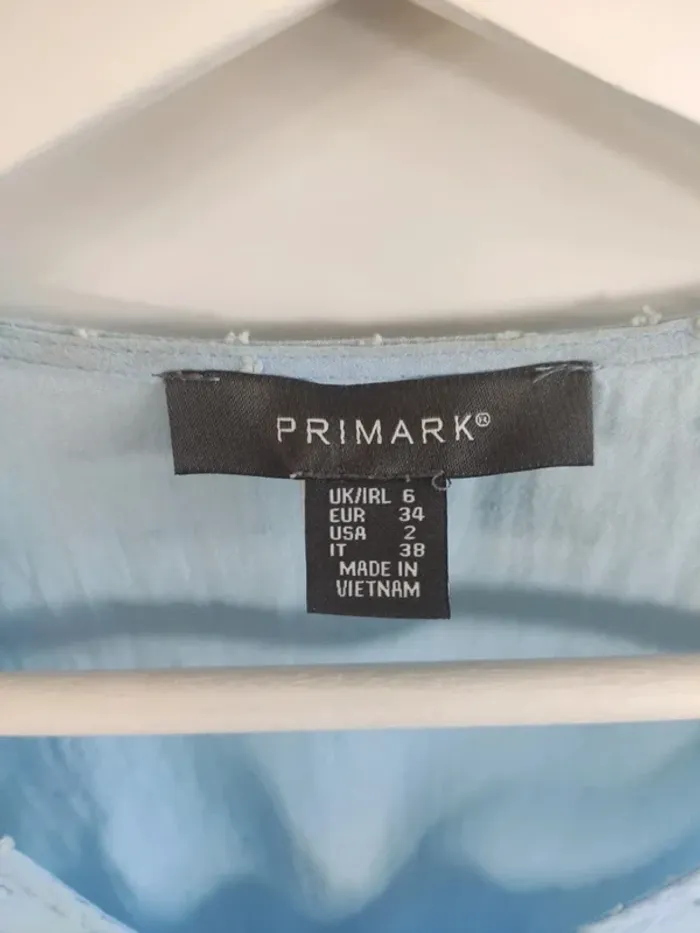 PRIMARK®
UK/IRL 6
EUR 34
USA 2
IT 38
MADE IN
VIETNAM